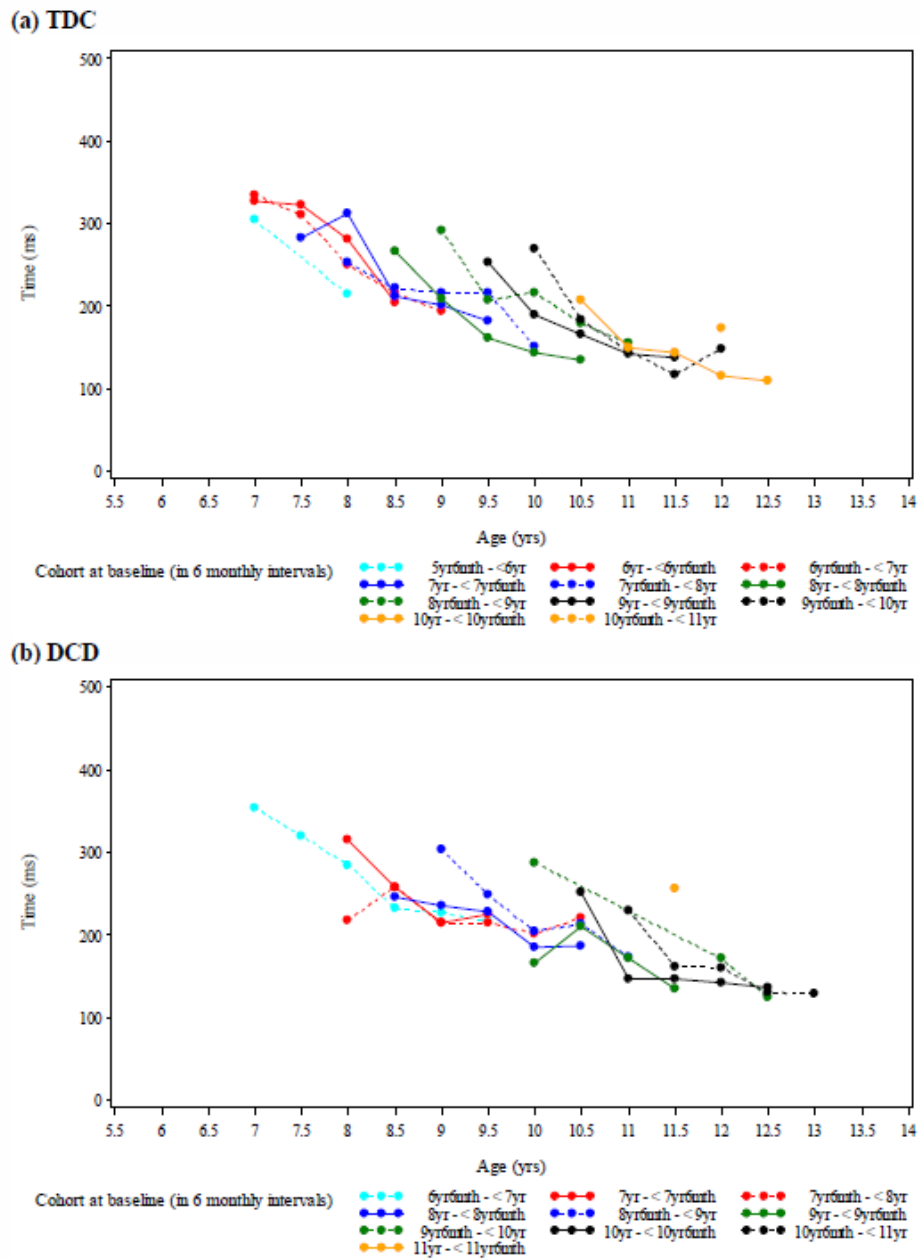 (a) TDC
500
400
300
200
100
0
Time (ms)
5.5 6 6.5 7 7.5 8 8.5 9 9.5 10 10.5 11 11.5 12 12.5 13 13.5 14
Age (yrs)
Cohort at baseline (in 6 monthly intervals) 5yr6mth - <6yr 6yr - <6yr6mth 6yr6mth - < 7yr
7yr - < 7yr6mth 7yr6mth - < 8yr 8yr - < 8yr6mth
8yr6mth - < 9yr 9yr - < 9yr6mth 9yr6mth - < 10yr
10yr - < 10yr6mth 10yr6mth - < 11yr
(b) DCD
500
400
300
200
100
0
Time (ms)
5.5 6 6.5 7 7.5 8 8.5 9 9.5 10 10.5 11 11.5 12 12.5 13 13.5 14
Age (yrs)
Cohort at baseline (in 6 monthly intervals) 6yr6mth - < 7yr 7yr - < 7yr6mth 7yr6mth - < 8yr
8yr - < 8yr6mth 8yr6mth - < 9yr 9yr - < 9yr6mth
9yr6mth - < 10yr 10yr - < 10yr6mth 10yr6mth - < 11yr
11yr - < 11yr6mth